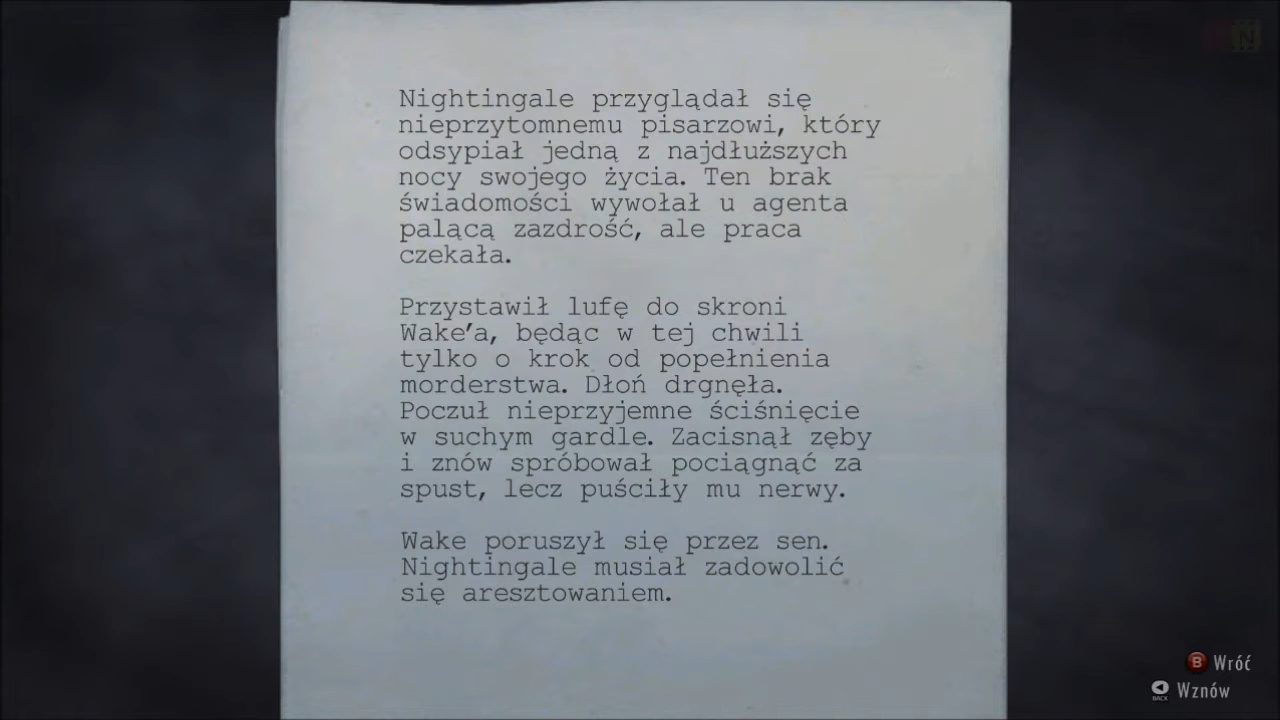 Nightingale przyglądał się
nieprzytomnemu pisarzowi, który
odsypiał jedną z najdłuższych
nocy swojego życia. Ten brak
świadomości wywołał u agenta
palącą zazdrość, ale praca
czekała.
Przystawił lufę do skroni
Wake'a, będąc w tej chwili
tylko o krok od popełnienia
morderstwa. Dłoń drgnęła.
Poczuł nieprzyjemne ściśnięcie
w suchym gardle. Zacisnął zęby
i znów spróbował pociągnąć za
spust, lecz puściły mu nerwy.
Wake poruszył się przez sen.
Nightingale musiał zadowolić
się aresztowaniem.
B Wróć
BACK Wznów